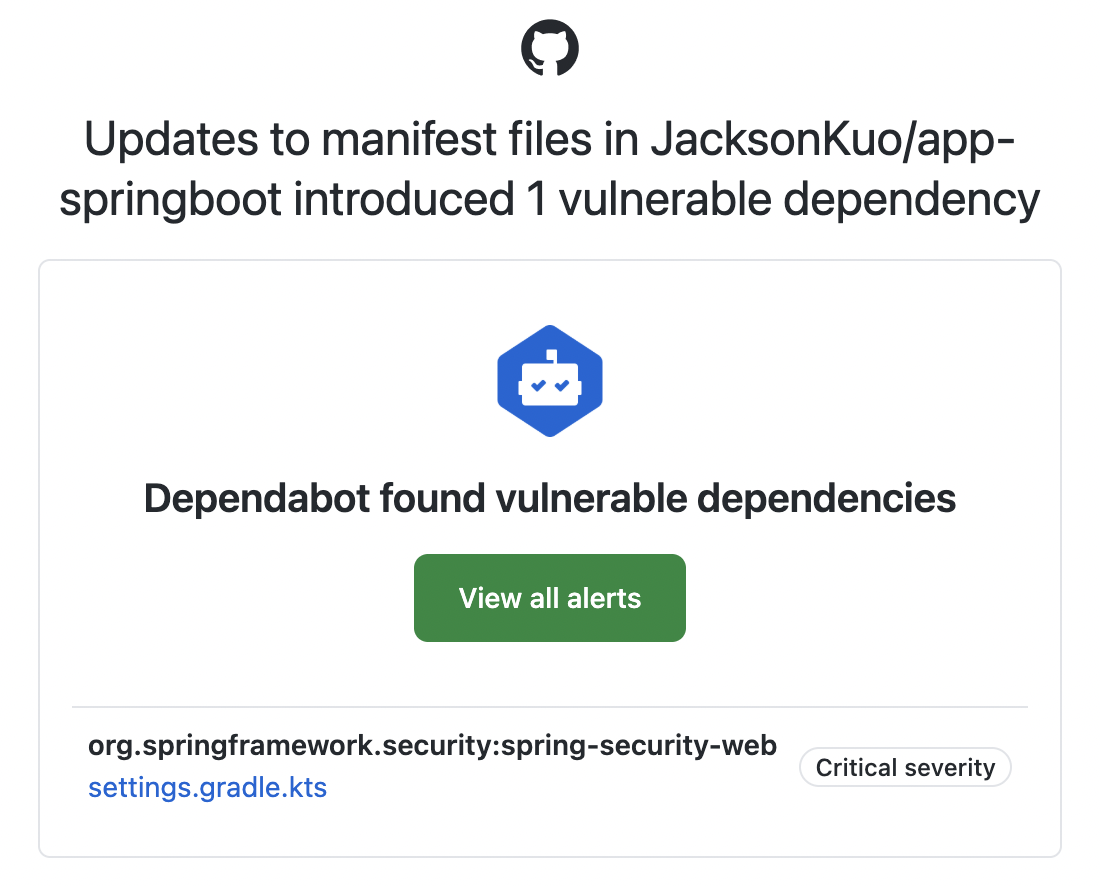 Updates to manifest files in JacksonKuo/app-
springboot introduced 1 vulnerable dependency
Dependabot found vulnerable dependencies
View all alerts
org.springframework.security:spring-security-web
settings.gradle.kts
Critical severity